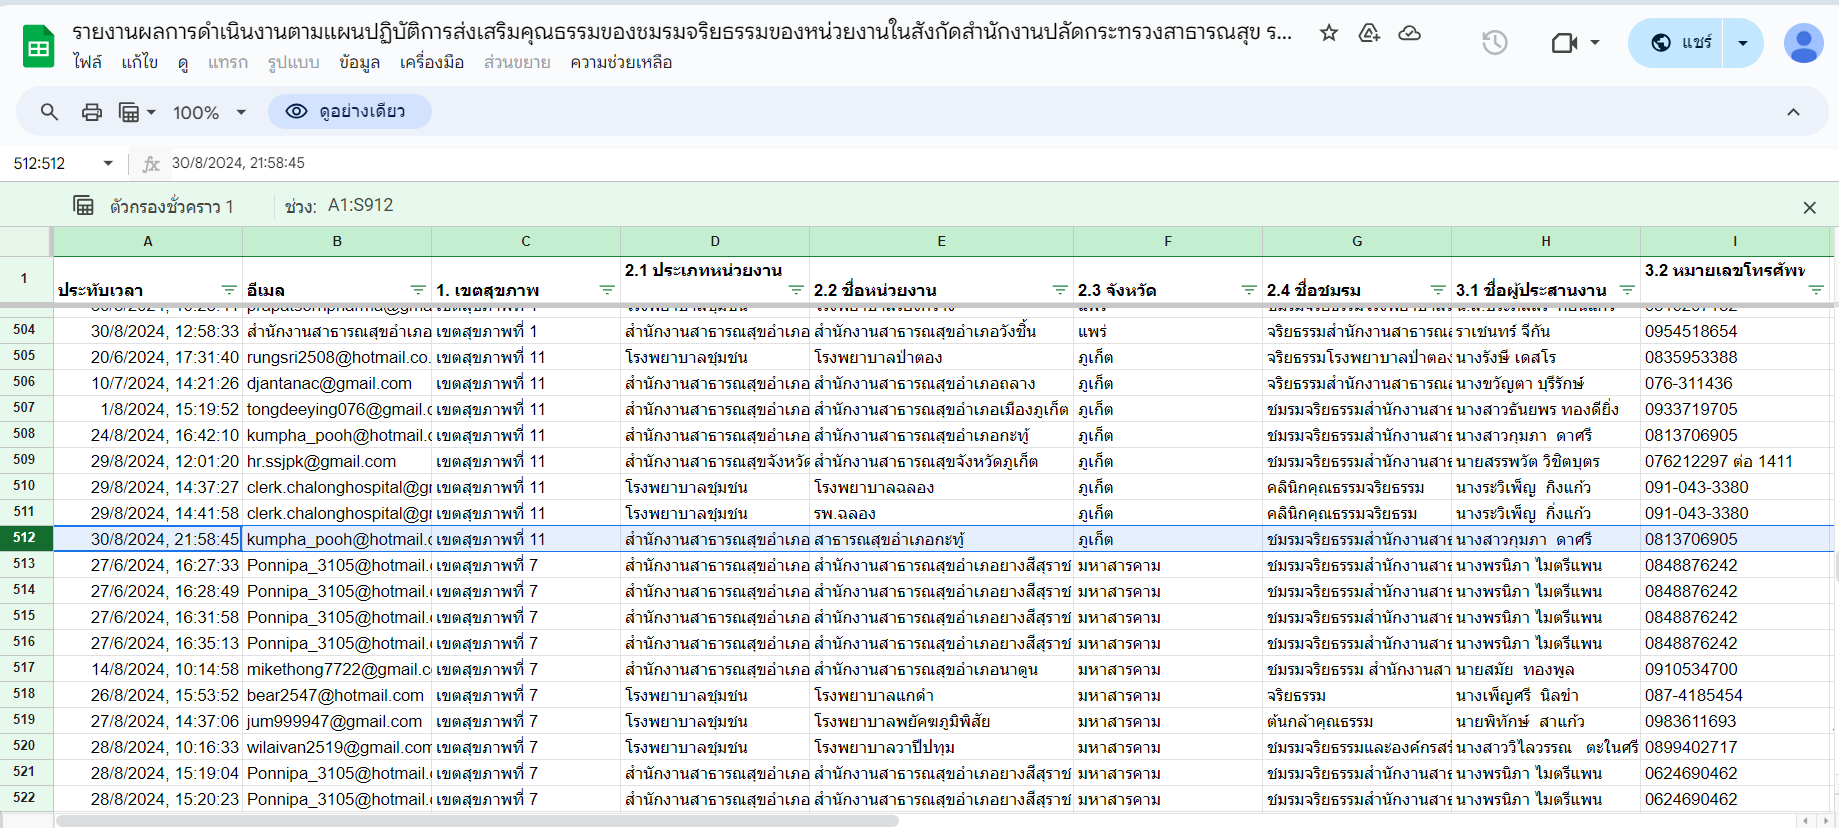 รายงานผลการดำเนินงานตามแผนปฏิบัติการส่งเสริมคุณธรรมของชมรมจริยธรรมของหน่วยงานในสังกัดสำนักงานปลัดกระทรวงสาธารณสุข ร...
ไฟล์ แก้ไข ดู แทรก รูปแบบ ข้อมูล เครื่องมือ ส่วนขยาย ความช่วยเหลือ
แชร์
100% ดูอย่างเดียว
512:512 fx 30/8/2024, 21:58:45
ตัวกรองชั่วคราว 1 ช่วง: A1:S912
A B C D E F G H I
1 ประทับเวลา อีเมล 1. เขตสุขภาพ 2.1 ประเภทหน่วยงาน 2.2 ชื่อหน่วยงาน 2.3 จังหวัด 2.4 ชื่อชมรม 3.1 ชื่อผู้ประสานงาน 3.2 หมายเลขโทรศัพท
504 30/8/2024, 12:58:33 สำนักงานสาธารณสุขอำเภอ เขตสุขภาพที่ 1 สำนักงานสาธารณสุขอำเภอ สำนักงานสาธารณสุขอำเภอวังชิ้น แพร่ จริยธรรมสำนักงานสาธารณส ราเชนทร์ จีกัน 0954518654
505 20/6/2024, 17:31:40 rungsri2508@hotmail.co. เขตสุขภาพที่ 11 โรงพยาบาลชุมชน โรงพยาบาลป่าตอง ภูเก็ต จริยธรรมโรงพยาบาลป่าตอง นางรังษี เดสโร 0835953388
506 10/7/2024, 14:21:26 djantanac@gmail.com เขตสุขภาพที่ 11 สำนักงานสาธารณสุขอำเภอ สำนักงานสาธารณสุขอำเภอถลาง ภูเก็ต จริยธรรมสำนักงานสาธารณส นางขวัญตา บุรีรักษ์ 076-311436
507 1/8/2024, 15:19:52 tongdeeying076@gmail.c เขตสุขภาพที่ 11 สำนักงานสาธารณสุขอำเภอ สำนักงานสาธารณสุขอำเภอเมืองภูเก็ต ภูเก็ต ชมรมจริยธรรมสำนักงานสาธ นางสาวธันยพร ทองดียิ่ง 0933719705
508 24/8/2024, 16:42:10 kumpha_pooh@hotmail.c เขตสุขภาพที่ 11 สำนักงานสาธารณสุขอำเภอ สำนักงานสาธารณสุขอำเภอกะทู้ ภูเก็ต ชมรมจริยธรรมสำนักงานสาธ นางสาวกุมภา ดาศรี 0813706905
509 29/8/2024, 12:01:20 hr.ssjpk@gmail.com เขตสุขภาพที่ 11 สำนักงานสาธารณสุขจังหวัด สำนักงานสาธารณสุขจังหวัดภูเก็ต ภูเก็ต ชมรมจริยธรรมสำนักงานสาธ นายสรรพวัต วิชิตบุตร 076212297 ต่อ 1411
510 29/8/2024, 14:37:27 clerk.chalonghospital@gr เขตสุขภาพที่ 11 โรงพยาบาลชุมชน โรงพยาบาลฉลอง ภูเก็ต คลินิกคุณธรรมจริยธรรม นางระวิเพ็ญ กิ่งแก้ว 091-043-3380
511 29/8/2024, 14:41:58 clerk.chalonghospital@gr เขตสุขภาพที่ 11 โรงพยาบาลชุมชน รพ.ฉลอง ภูเก็ต คลินิกคุณธรรมจริยธรม นางระวิเพ็ญ กิ่งแก้ว 091-043-3380
512 30/8/2024, 21:58:45 kumpha_pooh@hotmail.c เขตสุขภาพที่ 11 สำนักงานสาธารณสุขอำเภอ สาธารณสุขอำเภอกะทู้ ภูเก็ต ชมรมจริยธรรมสำนักงานสาธ นางสาวกุมภา ดาศรี 0813706905
513 27/6/2024, 16:27:33 Ponnipa_3105@hotmail. เขตสุขภาพที่ 7 สำนักงานสาธารณสุขอำเภอ สำนักงานสาธารณสุขอำเภอยางสีสุราช มหาสารคาม ชมรมจริยธรรมสำนักงานสาธ นางพรนิภา ไมตรีแพน 0848876242
514 27/6/2024, 16:28:49 Ponnipa_3105@hotmail. เขตสุขภาพที่ 7 สำนักงานสาธารณสุขอำเภอ สำนักงานสาธารณสุขอำเภอยางสีสุราช มหาสารคาม ชมรมจริยธรรมสำนักงานสาธ นางพรนิภา ไมตรีแพน 0848876242
515 27/6/2024, 16:31:58 Ponnipa_3105@hotmail. เขตสุขภาพที่ 7 สำนักงานสาธารณสุขอำเภอ สำนักงานสาธารณสุขอำเภอยางสีสุราช มหาสารคาม ชมรมจริยธรรมสำนักงานสาธ นางพรนิภา ไมตรีแพน 0848876242
516 27/6/2024, 16:35:13 Ponnipa_3105@hotmail. เขตสุขภาพที่ 7 สำนักงานสาธารณสุขอำเภอ สำนักงานสาธารณสุขอำเภอยางสีสุราช มหาสารคาม ชมรมจริยธรรมสำนักงานสาธ นางพรนิภา ไมตรีแพน 0848876242
517 14/8/2024, 10:14:58 mikethong7722@gmail.c เขตสุขภาพที่ 7 สำนักงานสาธารณสุขอำเภอ สำนักงานสาธารณสุขอำเภอนาดูน มหาสารคาม ชมรมจริยธรรม สำนักงานสา นายสมัย ทองพูล 0910534700
518 26/8/2024, 15:53:52 bear2547@hotmail.com เขตสุขภาพที่ 7 โรงพยาบาลชุมชน โรงพยาบาลแกดำ มหาสารคาม จริยธรรม นางเพ็ญศรี นิลขำ 087-4185454
519 27/8/2024, 14:37:06 jum999947@gmail.com เขตสุขภาพที่ 7 โรงพยาบาลชุมชน โรงพยาบาลพยัคฆภูมิพิสัย มหาสารคาม ต้นกล้าคุณธรรม นายพิทักษ์ สาแก้ว 0983611693
520 28/8/2024, 10:16:33 wilaivan2519@gmail.com เขตสุขภาพที่ 7 โรงพยาบาลชุมชน โรงพยาบาลวาปีปทุม มหาสารคาม ชมรมจริยธรรมและองค์กรสร้ นางสาววิไลวรรณ ตะในศรี 0899402717
521 28/8/2024, 15:19:04 Ponnipa_3105@hotmail. เขตสุขภาพที่ 7 สำนักงานสาธารณสุขอำเภอ สำนักงานสาธารณสุขอำเภอยางสีสุราช มหาสารคาม ชมรมจริยธรรมสำนักงานสาธ นางพรนิภา ไมตรีแพน 0624690462
522 28/8/2024, 15:20:23 Ponnipa_3105@hotmail. เขตสุขภาพที่ 7 สำนักงานสาธารณสุขอำเภอ สำนักงานสาธารณสุขอำเภอยางสีสุราช มหาสารคาม ชมรมจริยธรรมสำนักงานสาธ นางพรนิภา ไมตรีแพน 0624690462